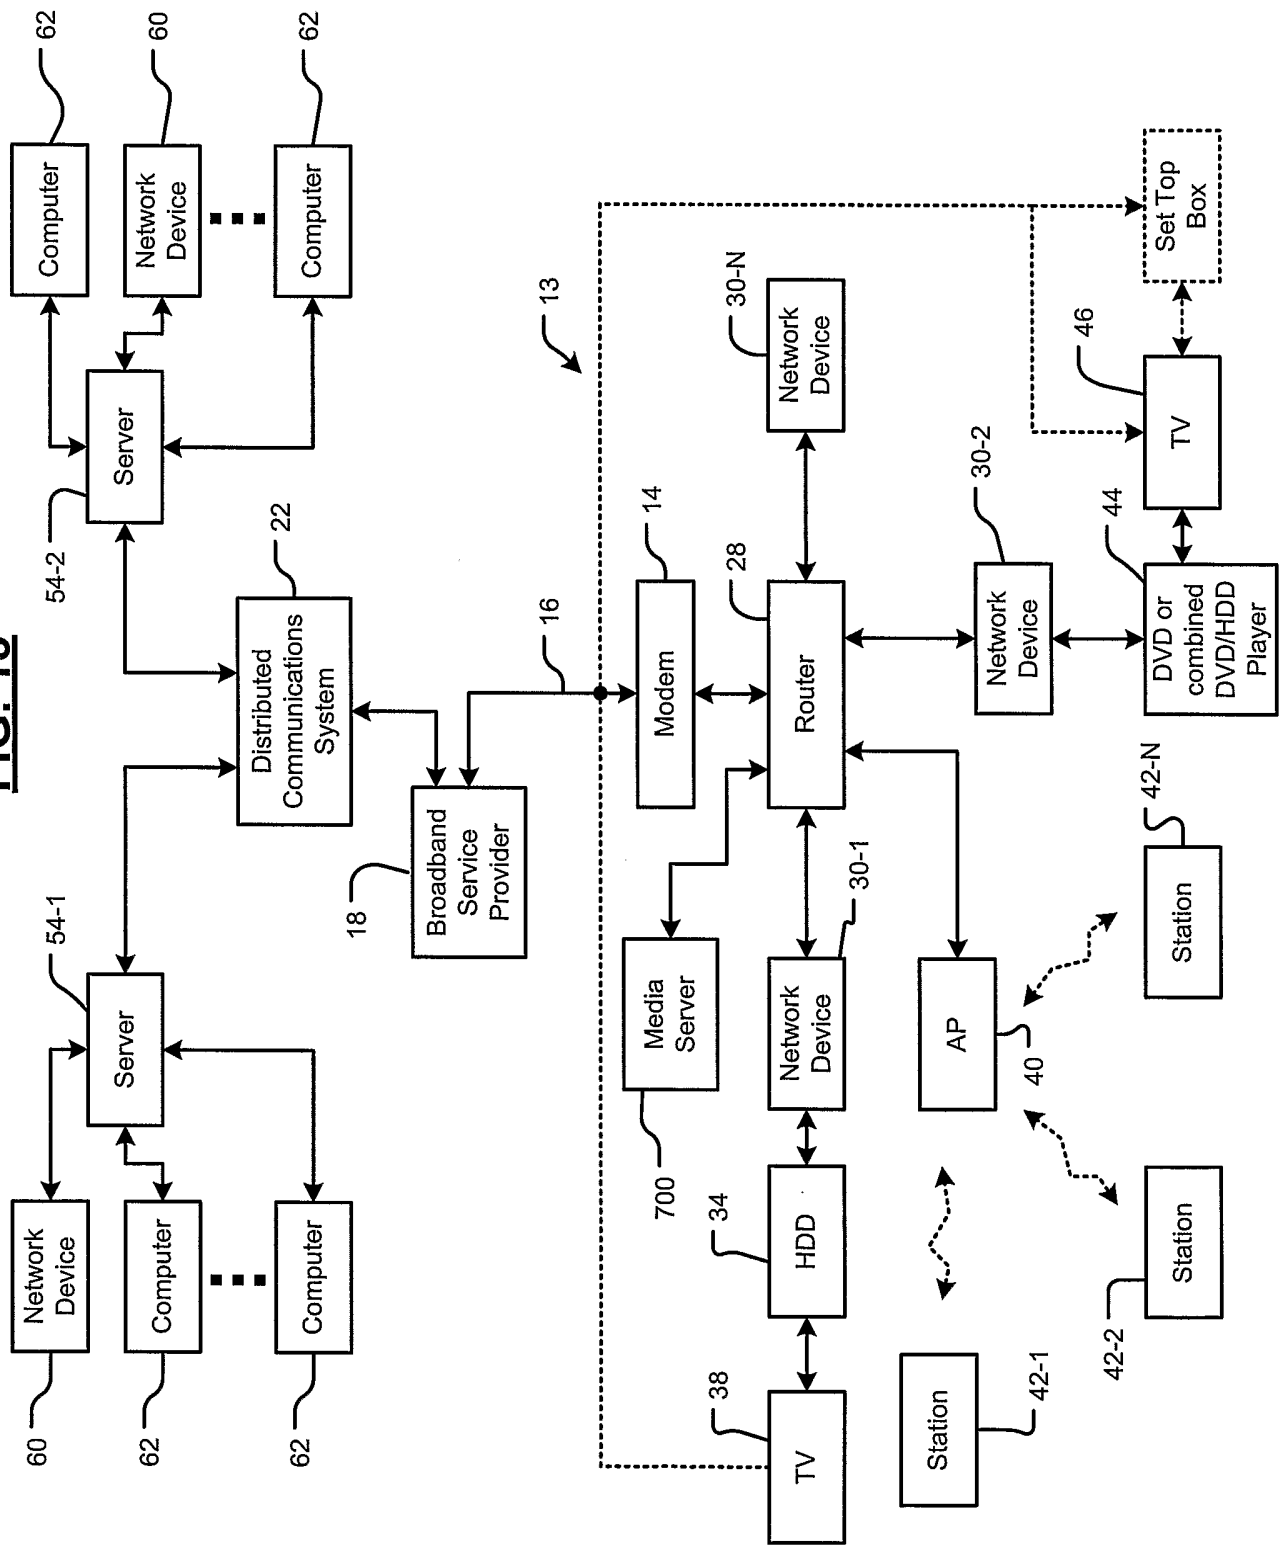 FIG.
60
Network
Device
62
Computer
62
Computer
Server
54-1
54-2
Server
Computer
62
Network
Device
60
Computer
62
Distributed
Communications
System
22
18
Broadband
Service
Provider
16
13
Modem
14
700
Media
Server
38
TV
34
HDD
Network
Device
30-1
Router
28
Network
Device
30-N
Station
42-1
AP
40
Network
Device
30-2
42-2
Station
Station
42-N
DVD or
combined
DVD/HDD
Player
44
TV
46
Set Top
Box